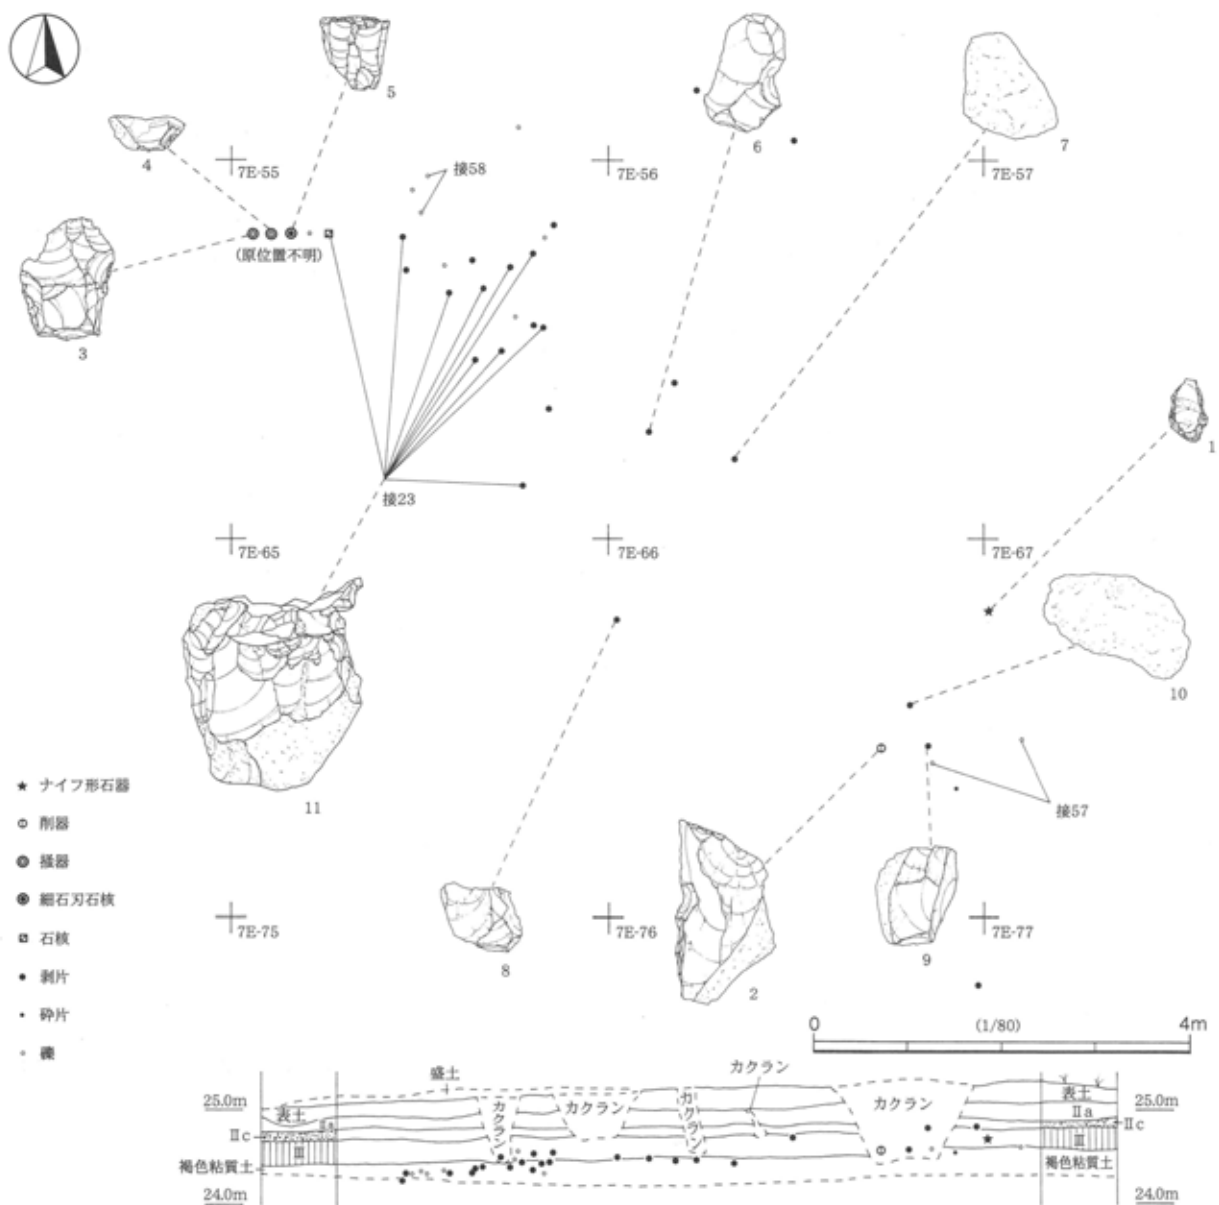 5
4
7E-55
接58
6
7E-56
7
7E-57
(原位置不明)
3
1
接23
7E-65
7E-66
7E-67
10
11
接57
★ ナイフ形石器
削器
掻器
細石刃石核
石核
剥片
砕片
礫
7E-75
8
7E-76
2
9
7E-77
0 (1/80) 4m
盛土
カクラン
25.0m
表土
Ⅱa
Ⅱc
Ⅲ
褐色粘質土
24.0m
カクラン
カクラン
カクラン
カクラン
表土
25.0m
Ⅱa
Ⅱc
Ⅲ
褐色粘質土
24.0m